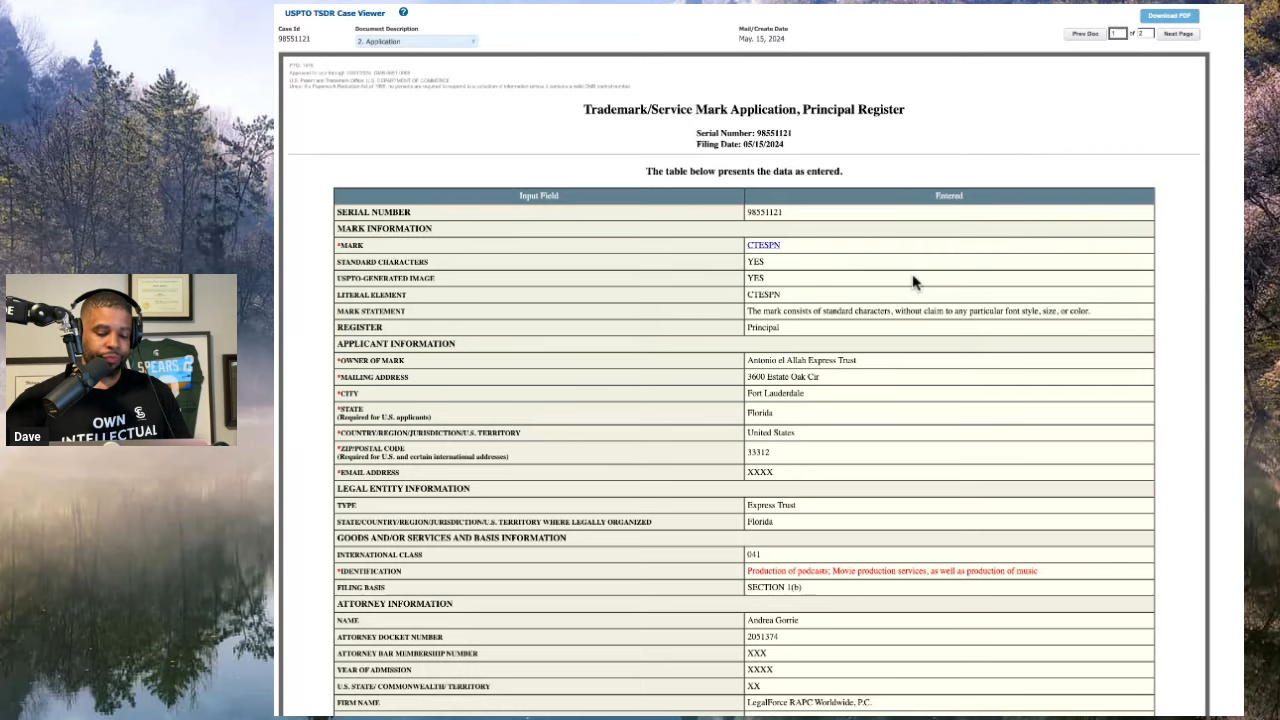 USPTO TSDR Case Viewer
Case Id Document Description Mail/Create Date
98551121 2. Application May. 15, 2024
Download PDF
Prev Doc 1 of 2 Next Page
PTO- 1478
Trademark/Service Mark Application, Principal Register
Serial Number: 98551121
Filing Date: 05/15/2024
The table below presents the data as entered.
Input Field Entered
SERIAL NUMBER 98551121
MARK INFORMATION
*MARK CTESPN
STANDARD CHARACTERS YES
USPTO-GENERATED IMAGE YES
LITERAL ELEMENT CTESPN
MARK STATEMENT The mark consists of standard characters, without claim to any particular font style, size, or color.
REGISTER Principal
APPLICANT INFORMATION
*OWNER OF MARK Antonio el Allah Express Trust
*MAILING ADDRESS 3600 Estate Oak Cir
*CITY Fort Lauderdale
*STATE
(Required for U.S. applicants) Florida
*COUNTRY/REGION/JURISDICTION/U.S. TERRITORY United States
*ZIP/POSTAL CODE
(Required for U.S. and certain international addresses) 33312
*EMAIL ADDRESS XXXX
LEGAL ENTITY INFORMATION
TYPE Express Trust
STATE/COUNTRY/REGION/JURISDICTION/U.S. TERRITORY WHERE LEGALLY ORGANIZED Florida
GOODS AND/OR SERVICES AND BASIS INFORMATION
INTERNATIONAL CLASS 041
*IDENTIFICATION Production of podcasts; Movie production services, as well as production of music
FILING BASIS SECTION 1(b)
ATTORNEY INFORMATION
NAME Andrea Gorrie
ATTORNEY DOCKET NUMBER 2051374
ATTORNEY BAR MEMBERSHIP NUMBER XXX
YEAR OF ADMISSION XXXX
U.S. STATE/ COMMONWEALTH/ TERRITORY XX
FIRM NAME LegalForce RAPC Worldwide, P.C.
DE
SPEARS
OWN
INTELLECTUAL
Dave